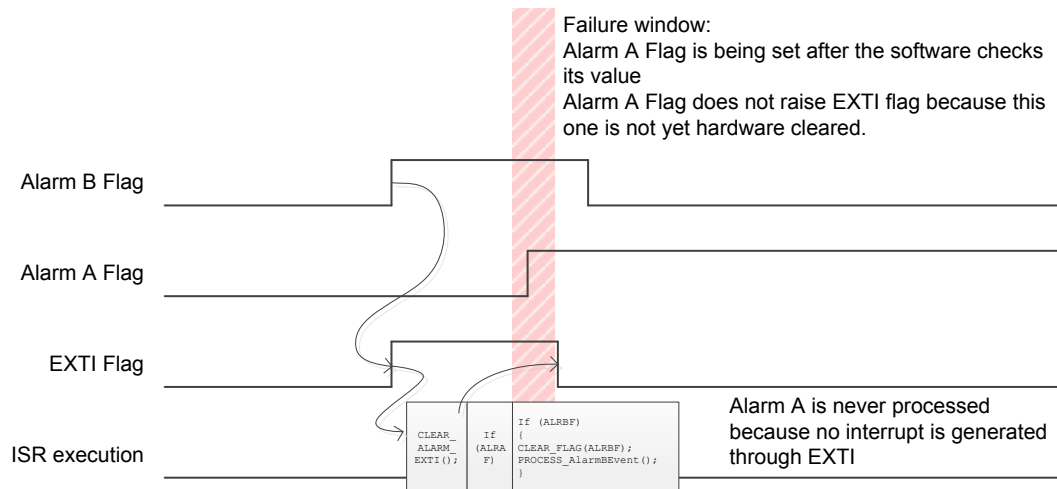 Failure window:
Alarm A Flag is being set after the software checks
its value
Alarm A Flag does not raise EXTI flag because this
one is not yet hardware cleared.
Alarm B Flag
Alarm A Flag
EXTI Flag
ISR execution
CLEAR_
ALARM_
EXTI();
If
(ALRA
F)
If (ALRBF)
{
CLEAR_FLAG(ALRBF);
PROCESS_AlarmBEvent();
}
Alarm A is never processed
because no interrupt is generated
through EXTI